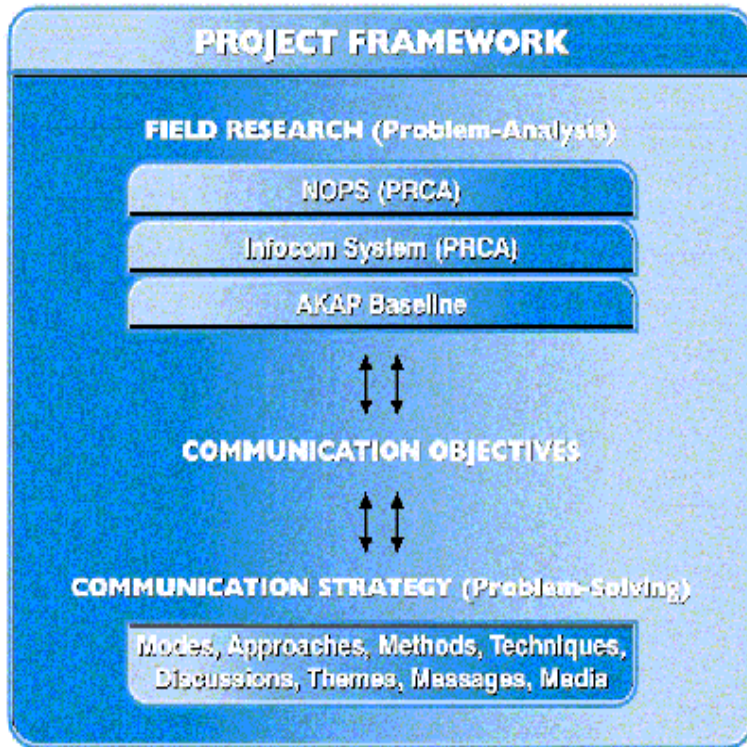 PROJECT FRAMEWORK
FIELD RESEARCH (Problem-Analysis)
NOPS (PRCA)
Infocom System (PRCA)
AKAP Baseline
COMMUNICATION OBJECTIVES
COMMUNICATION STRATEGY (Problem-Solving)
Modes, Approaches, Methods, Techniques,
Discussions, Themes, Messages, Media